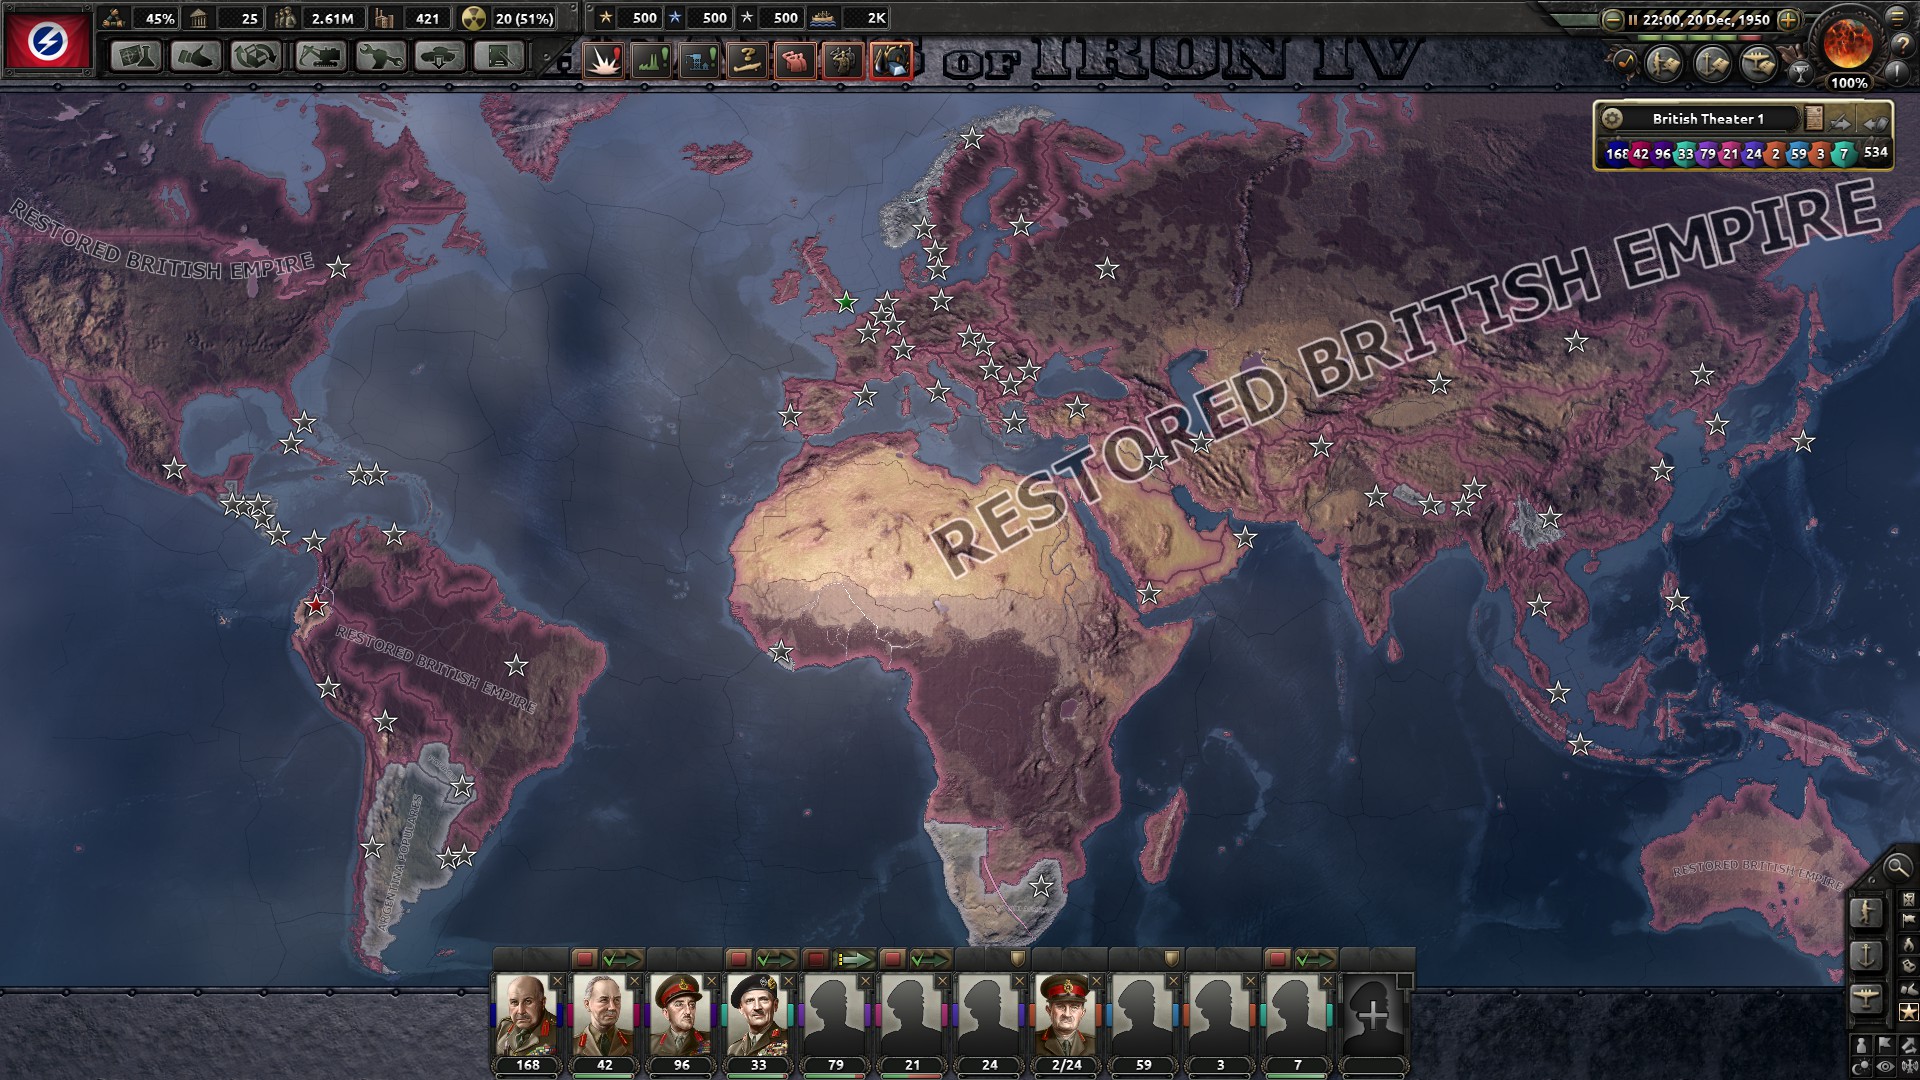 45%
25
2.61M
421
20 (51%)
500
500
500
2K
22:00, 20 Dec, 1950
OF IRON IV
100%
British Theater 1
168 42 96 33 79 21 24 2 59 3 7 534
RESTORED BRITISH EMPIRE
RESTORED BRITISH EMPIRE
RESTORED BRITISH EMPIRE
ARGENTINA POPULARES
RESTORED BRITISH EMPIRE
168
42
96
33
79
21
24
2/24
59
3
7